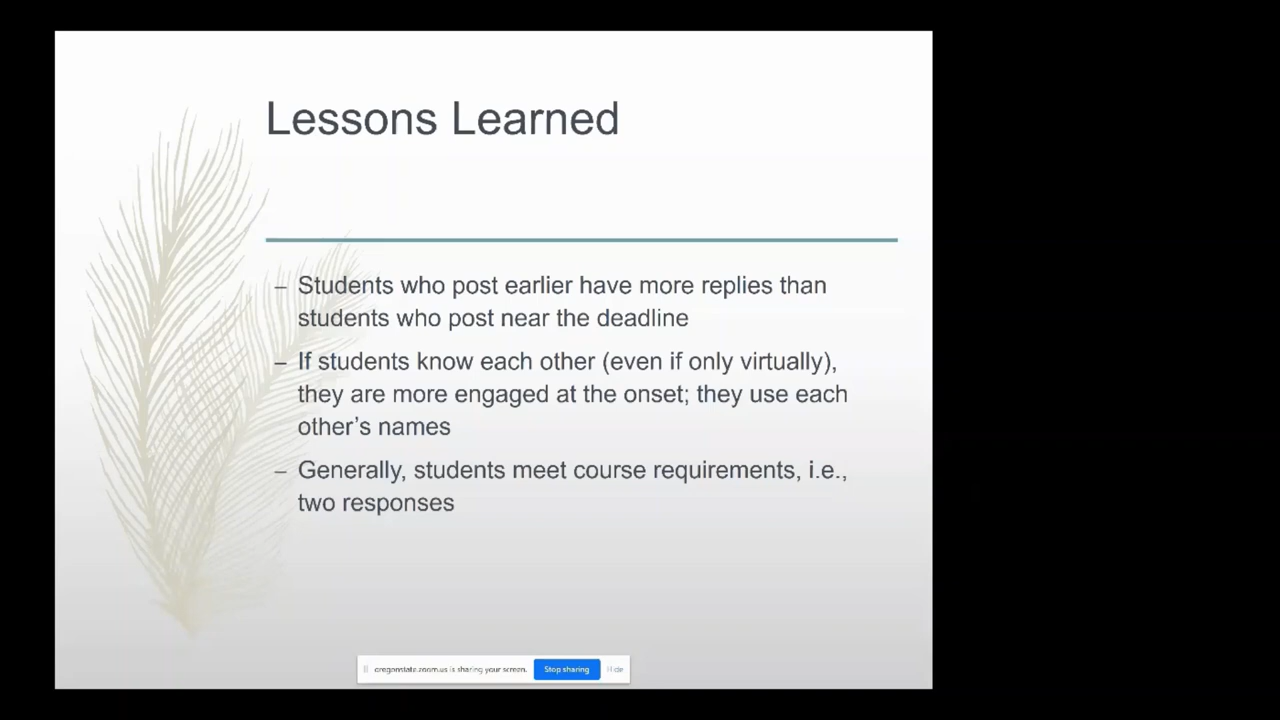 Lessons Learned
– Students who post earlier have more replies than
students who post near the deadline
– If students know each other (even if only virtually),
they are more engaged at the onset; they use each
other’s names
– Generally, students meet course requirements, i.e.,
two responses
oregonstate.zoom.us is sharing your screen. Stop sharing Hide